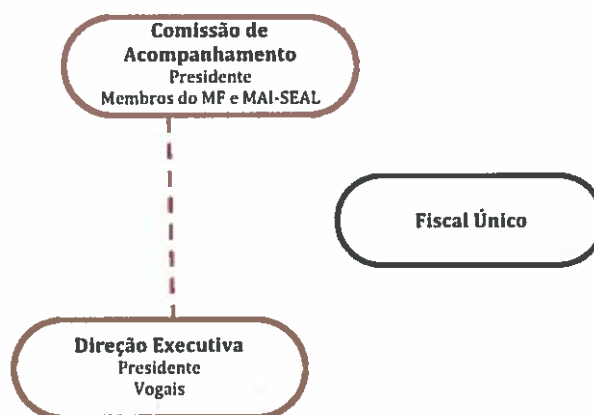 Comissão de
Acompanhamento
Presidente
Membros do MF e MAI-SEAL
Fiscal Único
Direção Executiva
Presidente
Vogais